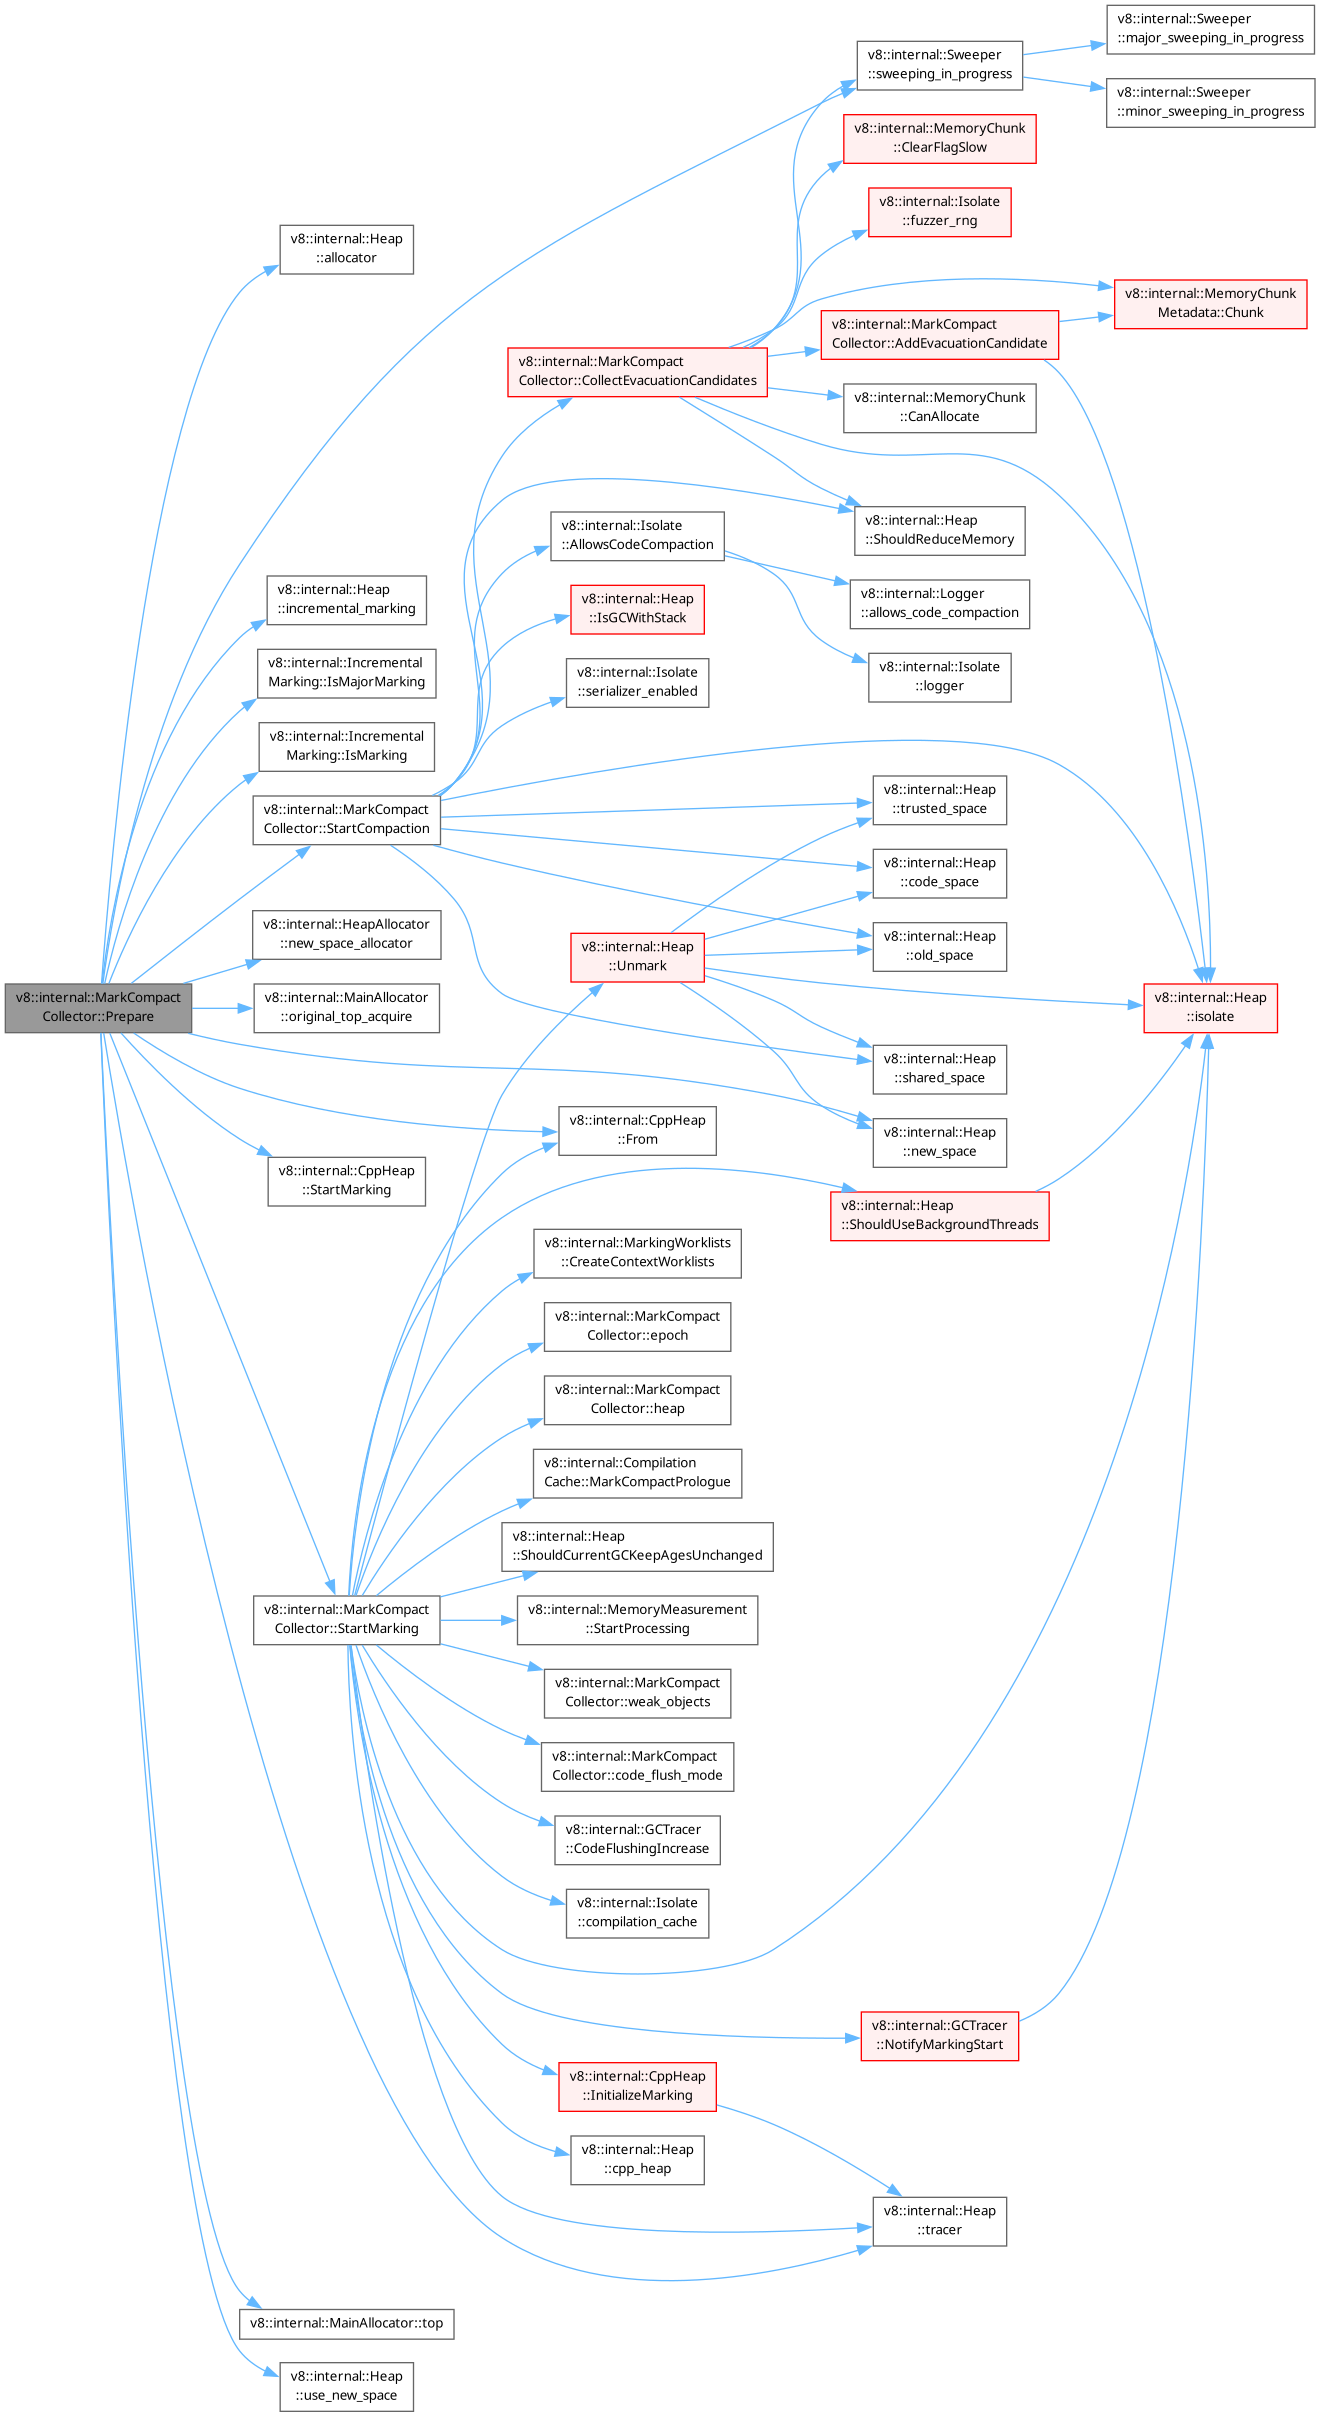 v8::internal::MarkCompact
Collector::Prepare
v8::internal::Heap
::allocator
v8::internal::Heap
::incremental_marking
v8::internal::Incremental
Marking::IsMajorMarking
v8::internal::Incremental
Marking::IsMarking
v8::internal::MarkCompact
Collector::StartCompaction
v8::internal::HeapAllocator
::new_space_allocator
v8::internal::MainAllocator
::original_top_acquire
v8::internal::CppHeap
::StartMarking
v8::internal::MarkCompact
Collector::StartMarking
v8::internal::MainAllocator::top
v8::internal::Heap
::use_new_space
v8::internal::MarkCompact
Collector::CollectEvacuationCandidates
v8::internal::Isolate
::AllowsCodeCompaction
v8::internal::Heap
::IsGCWithStack
v8::internal::Isolate
::serializer_enabled
v8::internal::Heap
::Unmark
v8::internal::CppHeap
::From
v8::internal::MarkingWorklists
::CreateContextWorklists
v8::internal::MarkCompact
Collector::epoch
v8::internal::MarkCompact
Collector::heap
v8::internal::Compilation
Cache::MarkCompactPrologue
v8::internal::Heap
::ShouldCurrentGCKeepAgesUnchanged
v8::internal::MemoryMeasurement
::StartProcessing
v8::internal::MarkCompact
Collector::weak_objects
v8::internal::MarkCompact
Collector::code_flush_mode
v8::internal::GCTracer
::CodeFlushingIncrease
v8::internal::Isolate
::compilation_cache
v8::internal::CppHeap
::InitializeMarking
v8::internal::Heap
::cpp_heap
v8::internal::Sweeper
::sweeping_in_progress
v8::internal::MemoryChunk
::ClearFlagSlow
v8::internal::Isolate
::fuzzer_rng
v8::internal::MarkCompact
Collector::AddEvacuationCandidate
v8::internal::MemoryChunk
::CanAllocate
v8::internal::Heap
::ShouldReduceMemory
v8::internal::Logger
::allows_code_compaction
v8::internal::Isolate
::logger
v8::internal::Heap
::trusted_space
v8::internal::Heap
::code_space
v8::internal::Heap
::old_space
v8::internal::Heap
::shared_space
v8::internal::Heap
::new_space
v8::internal::Heap
::ShouldUseBackgroundThreads
v8::internal::GCTracer
::NotifyMarkingStart
v8::internal::Heap
::tracer
v8::internal::Sweeper
::major_sweeping_in_progress
v8::internal::Sweeper
::minor_sweeping_in_progress
v8::internal::MemoryChunk
Metadata::Chunk
v8::internal::Heap
::isolate